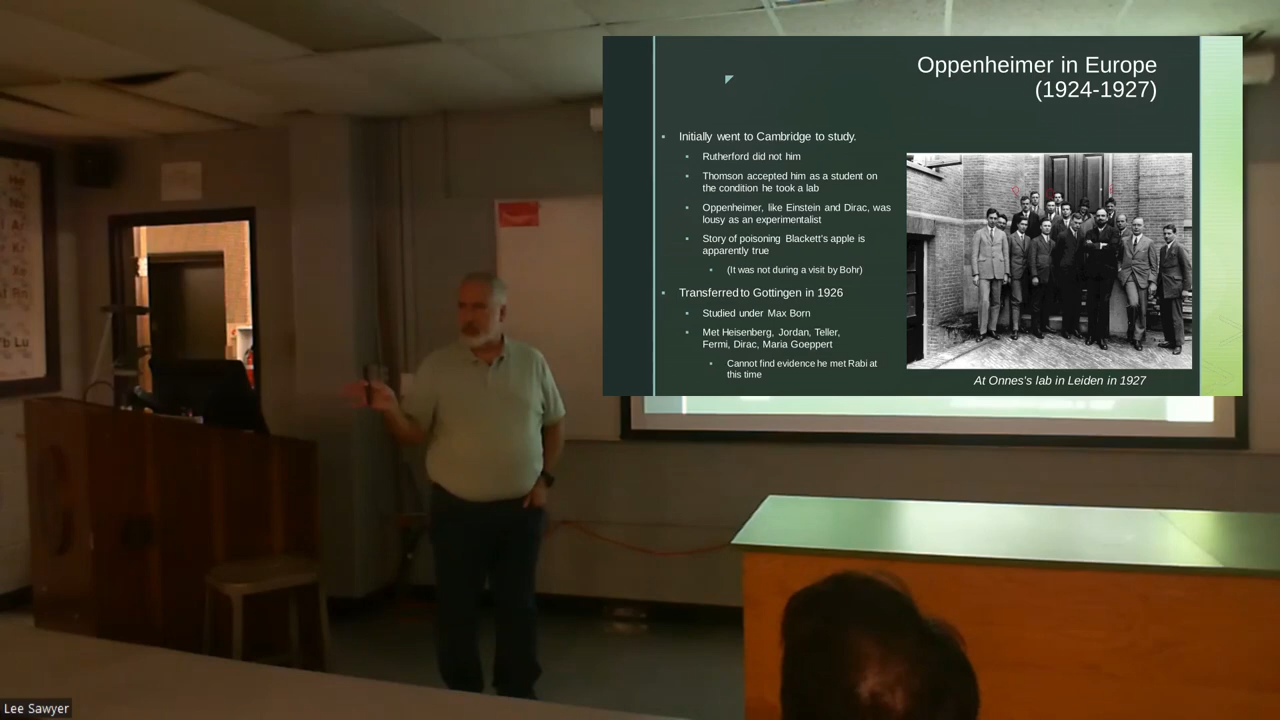 Oppenheimer in Europe
(1924-1927)
Initially went to Cambridge to study.
Rutherford did not him
Thomson accepted him as a student on
the condition he took a lab
Oppenheimer, like Einstein and Dirac, was
lousy as an experimentalist
Story of poisoning Blackett's apple is
apparently true
(It was not during a visit by Bohr)
Transferred to Gottingen in 1926
Studied under Max Born
Met Heisenberg, Jordan, Teller,
Fermi, Dirac, Maria Goeppert
Cannot find evidence he met Rabi at
this time
At Onnes's lab in Leiden in 1927
Lu
Lee Sawyer